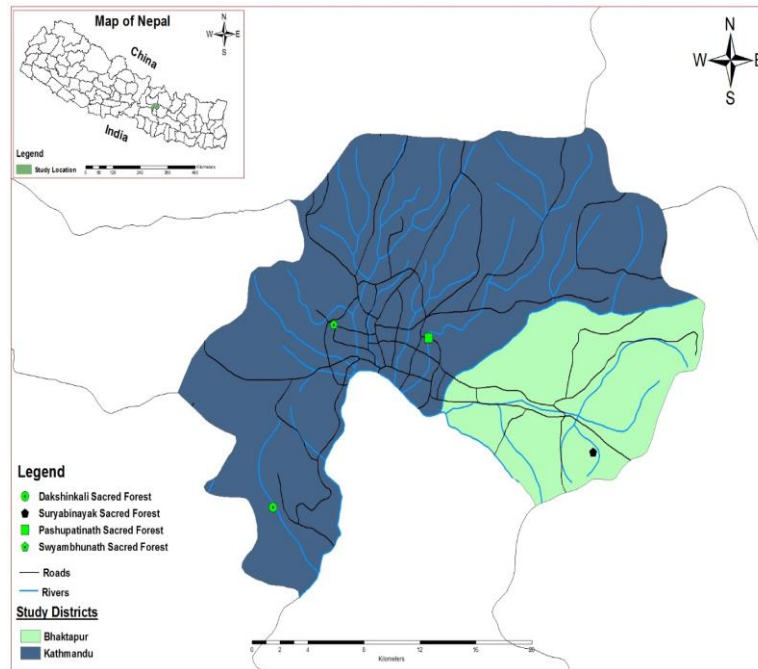 Map of Nepal
N
W E
S
China
India
Legend
Study Location
Kilometers
N
W E
S
Legend
Dakshinkali Sacred Forest
Suryabinayak Sacred Forest
Pashupatinath Sacred Forest
Swyambhunath Sacred Forest
Roads
Rivers
Study Districts
Bhaktapur
Kathmandu
0 2 4 8 12 16 20
Kilometers